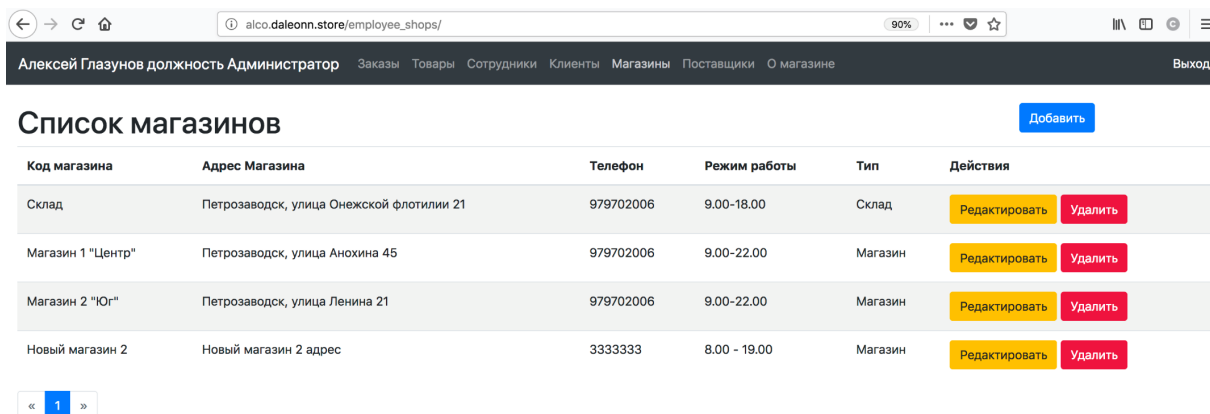 alco.daleonn.store/employee_shops/ 90%
Алексей Глазунов должность Администратор Заказы Товары Сотрудники Клиенты Магазины Поставщики О магазине Выход
Список магазинов Добавить
Код магазина Адрес Магазина Телефон Режим работы Тип Действия
Склад Петрозаводск, улица Онежской флотилии 21 979702006 9.00-18.00 Склад Редактировать Удалить
Магазин 1 "Центр" Петрозаводск, улица Анохина 45 979702006 9.00-22.00 Магазин Редактировать Удалить
Магазин 2 "Юг" Петрозаводск, улица Ленина 21 979702006 9.00-22.00 Магазин Редактировать Удалить
Новый магазин 2 Новый магазин 2 адрес 3333333 8.00 - 19.00 Магазин Редактировать Удалить
« 1 »